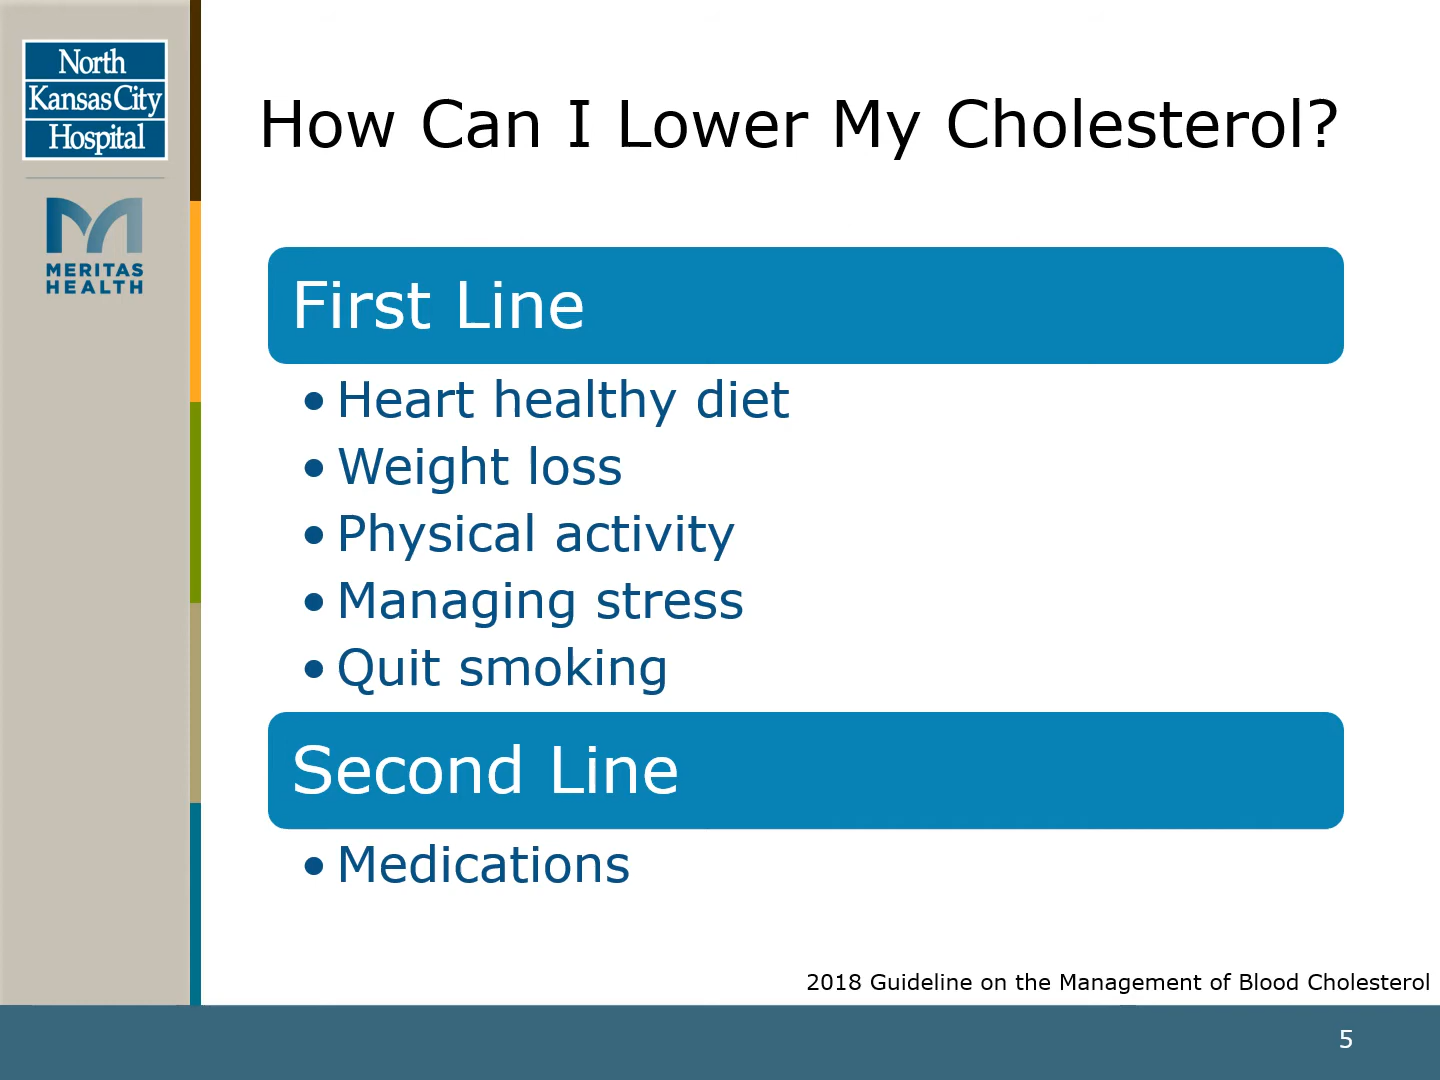 North
Kansas City
Hospital
MERITAS
HEALTH
How Can I Lower My Cholesterol?
First Line
• Heart healthy diet
• Weight loss
• Physical activity
• Managing stress
• Quit smoking
Second Line
• Medications
2018 Guideline on the Management of Blood Cholesterol
5